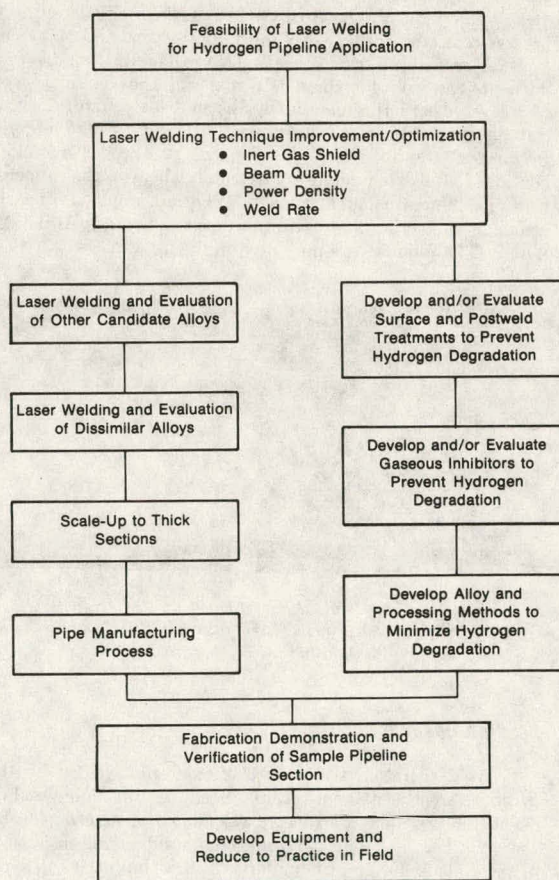 Feasibility of Laser Welding
for Hydrogen Pipeline Application
Laser Welding Technique Improvement/Optimization
● Inert Gas Shield
● Beam Quality
● Power Density
● Weld Rate
Laser Welding and Evaluation
of Other Candidate Alloys
Laser Welding and Evaluation
of Dissimilar Alloys
Scale-Up to Thick
Sections
Pipe Manufacturing
Process
Develop and/or Evaluate
Surface and Postweld
Treatments to Prevent
Hydrogen Degradation
Develop and/or Evaluate
Gaseous Inhibitors to
Prevent Hydrogen
Degradation
Develop Alloy and
Processing Methods to
Minimize Hydrogen
Degradation
Fabrication Demonstration and
Verification of Sample Pipeline
Section
Develop Equipment and
Reduce to Practice in Field